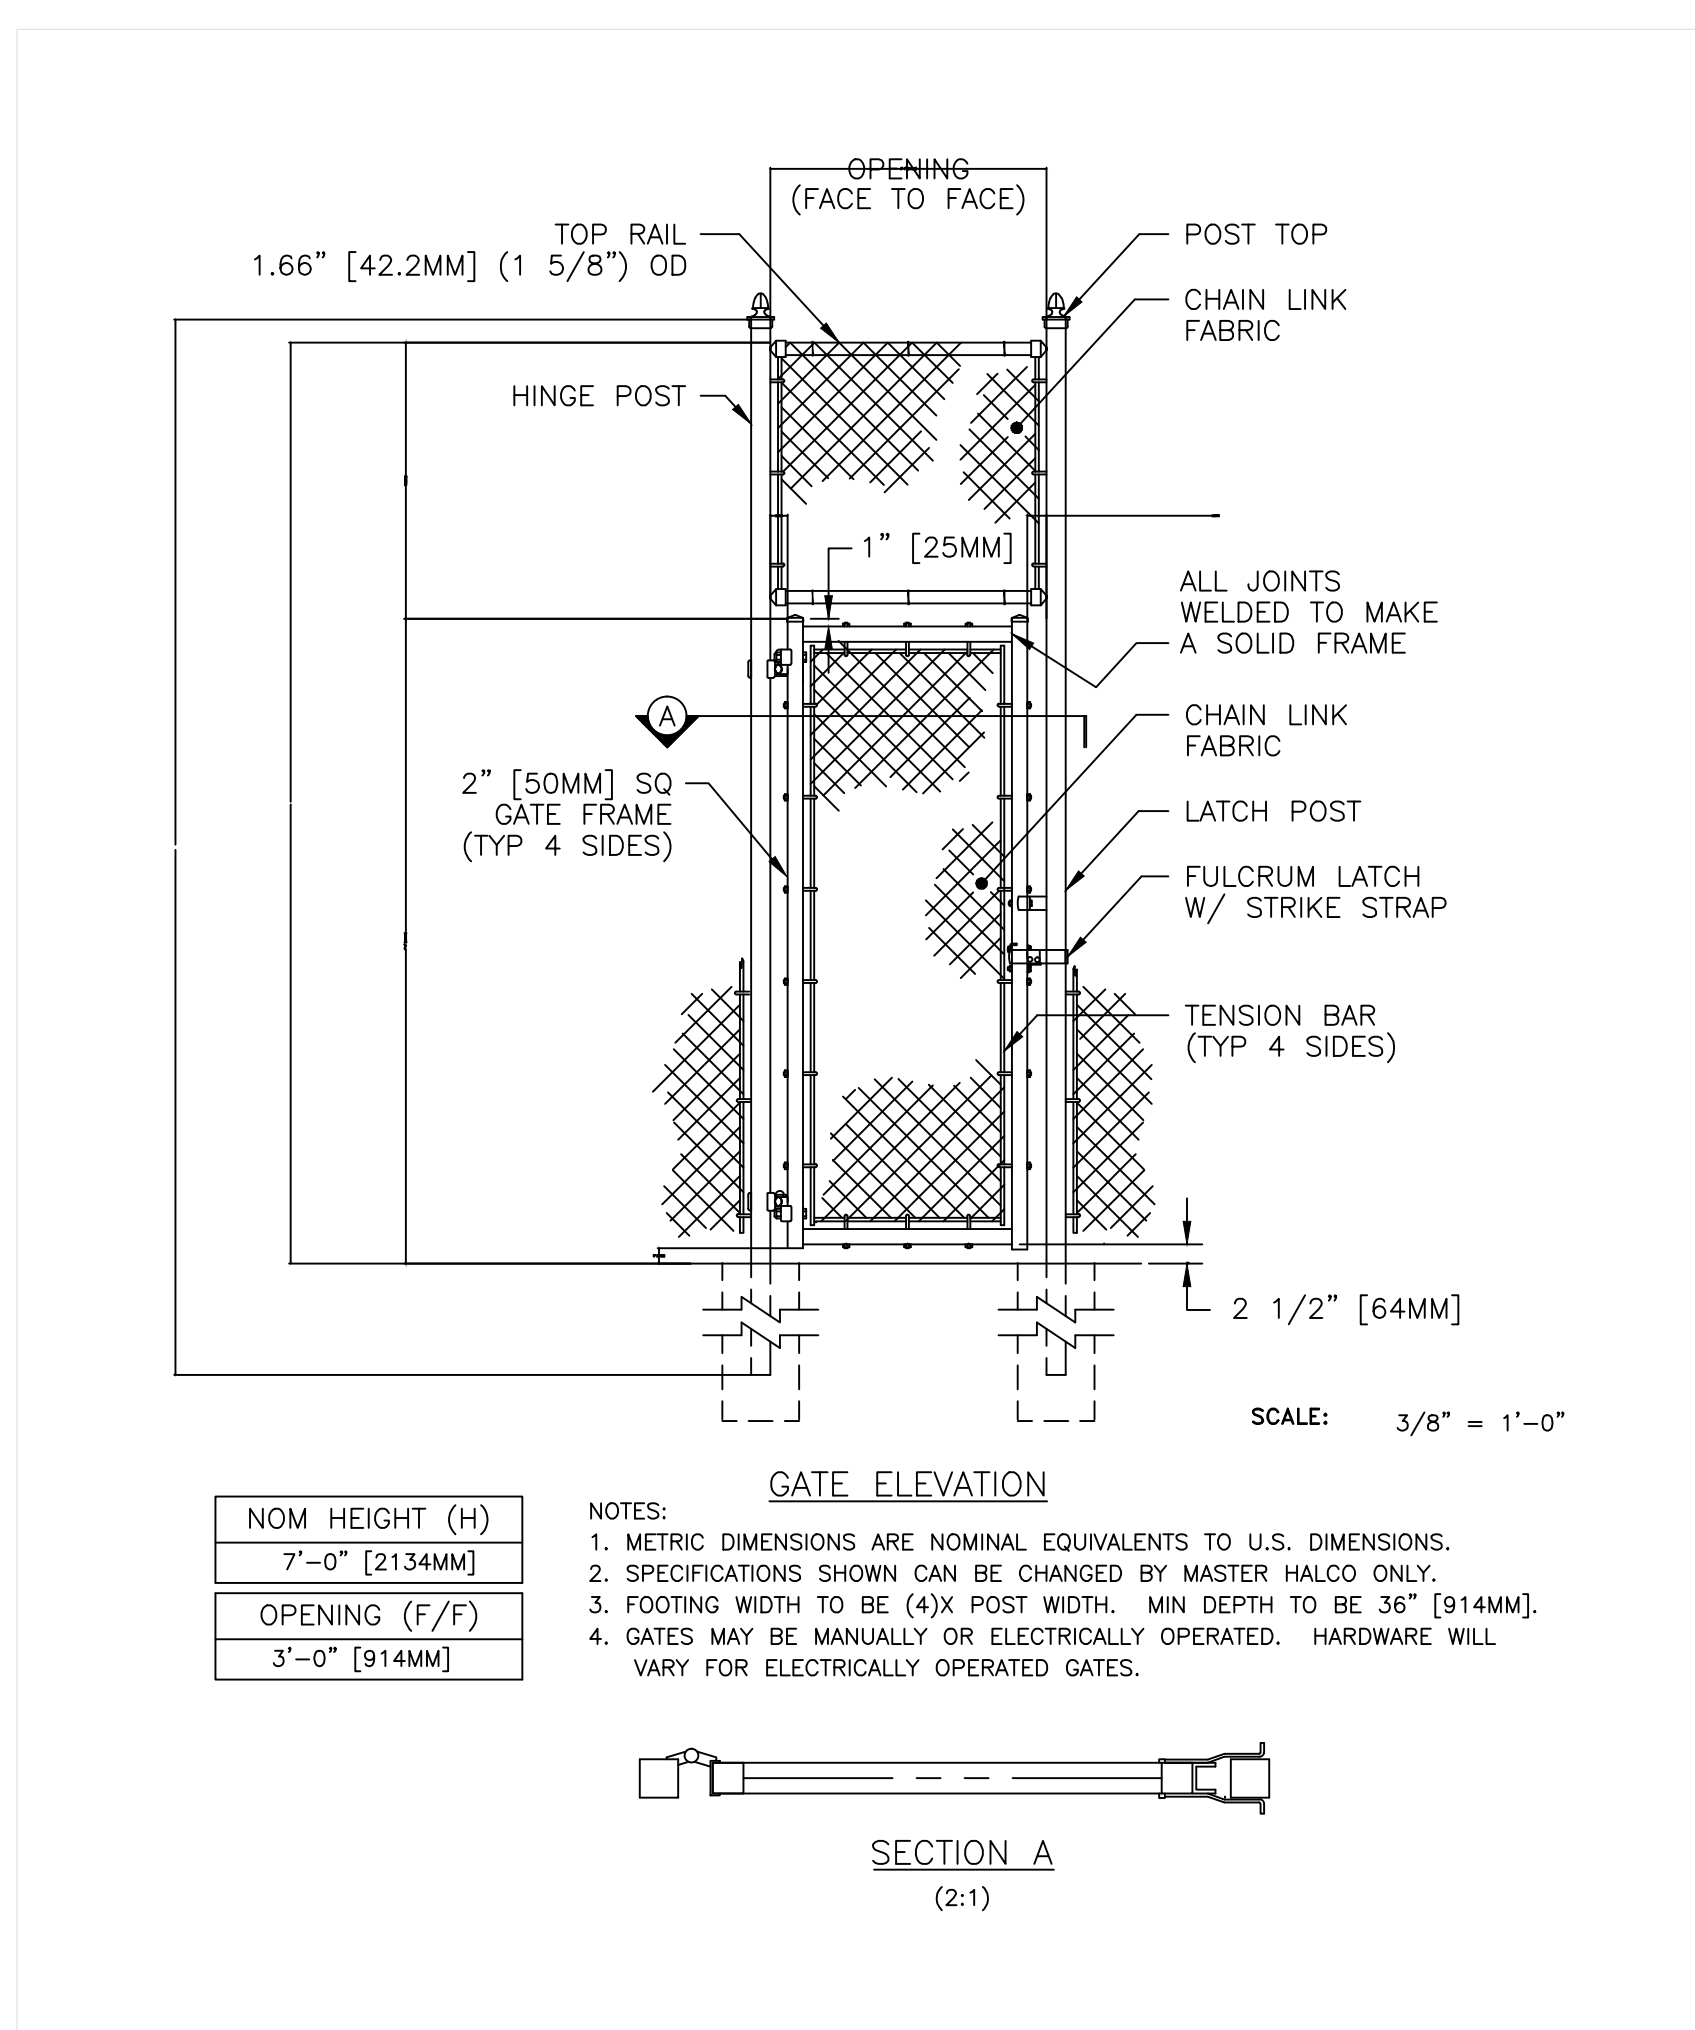 OPENING
(FACE TO FACE)
TOP RAIL
1.66” [42.2MM] (1 5/8”) OD
POST TOP
CHAIN LINK
FABRIC
HINGE POST
1” [25MM]
ALL JOINTS
WELDED TO MAKE
A SOLID FRAME
A
CHAIN LINK
FABRIC
2” [50MM] SQ
GATE FRAME
(TYP 4 SIDES)
LATCH POST
FULCRUM LATCH
W/ STRIKE STRAP
TENSION BAR
(TYP 4 SIDES)
2 1/2” [64MM]
SCALE: 3/8” = 1’-0”
GATE ELEVATION
NOM HEIGHT (H)
7’-0” [2134MM]
OPENING (F/F)
3’-0” [914MM]
NOTES:
1. METRIC DIMENSIONS ARE NOMINAL EQUIVALENTS TO U.S. DIMENSIONS.
2. SPECIFICATIONS SHOWN CAN BE CHANGED BY MASTER HALCO ONLY.
3. FOOTING WIDTH TO BE (4)X POST WIDTH. MIN DEPTH TO BE 36” [914MM].
4. GATES MAY BE MANUALLY OR ELECTRICALLY OPERATED. HARDWARE WILL
VARY FOR ELECTRICALLY OPERATED GATES.
SECTION A
(2:1)